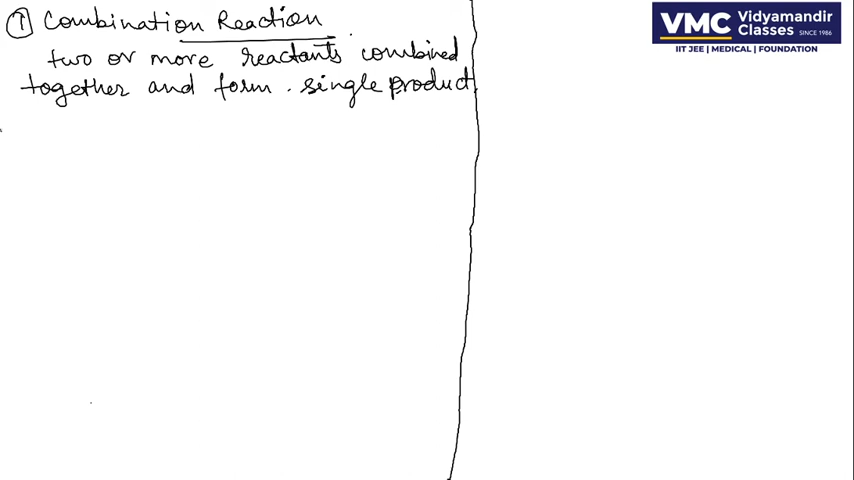 ① Combination Reaction
two or more reactants combined
together and form single product.
VMC Vidyamandir Classes SINCE 1986
IIT JEE | MEDICAL | FOUNDATION